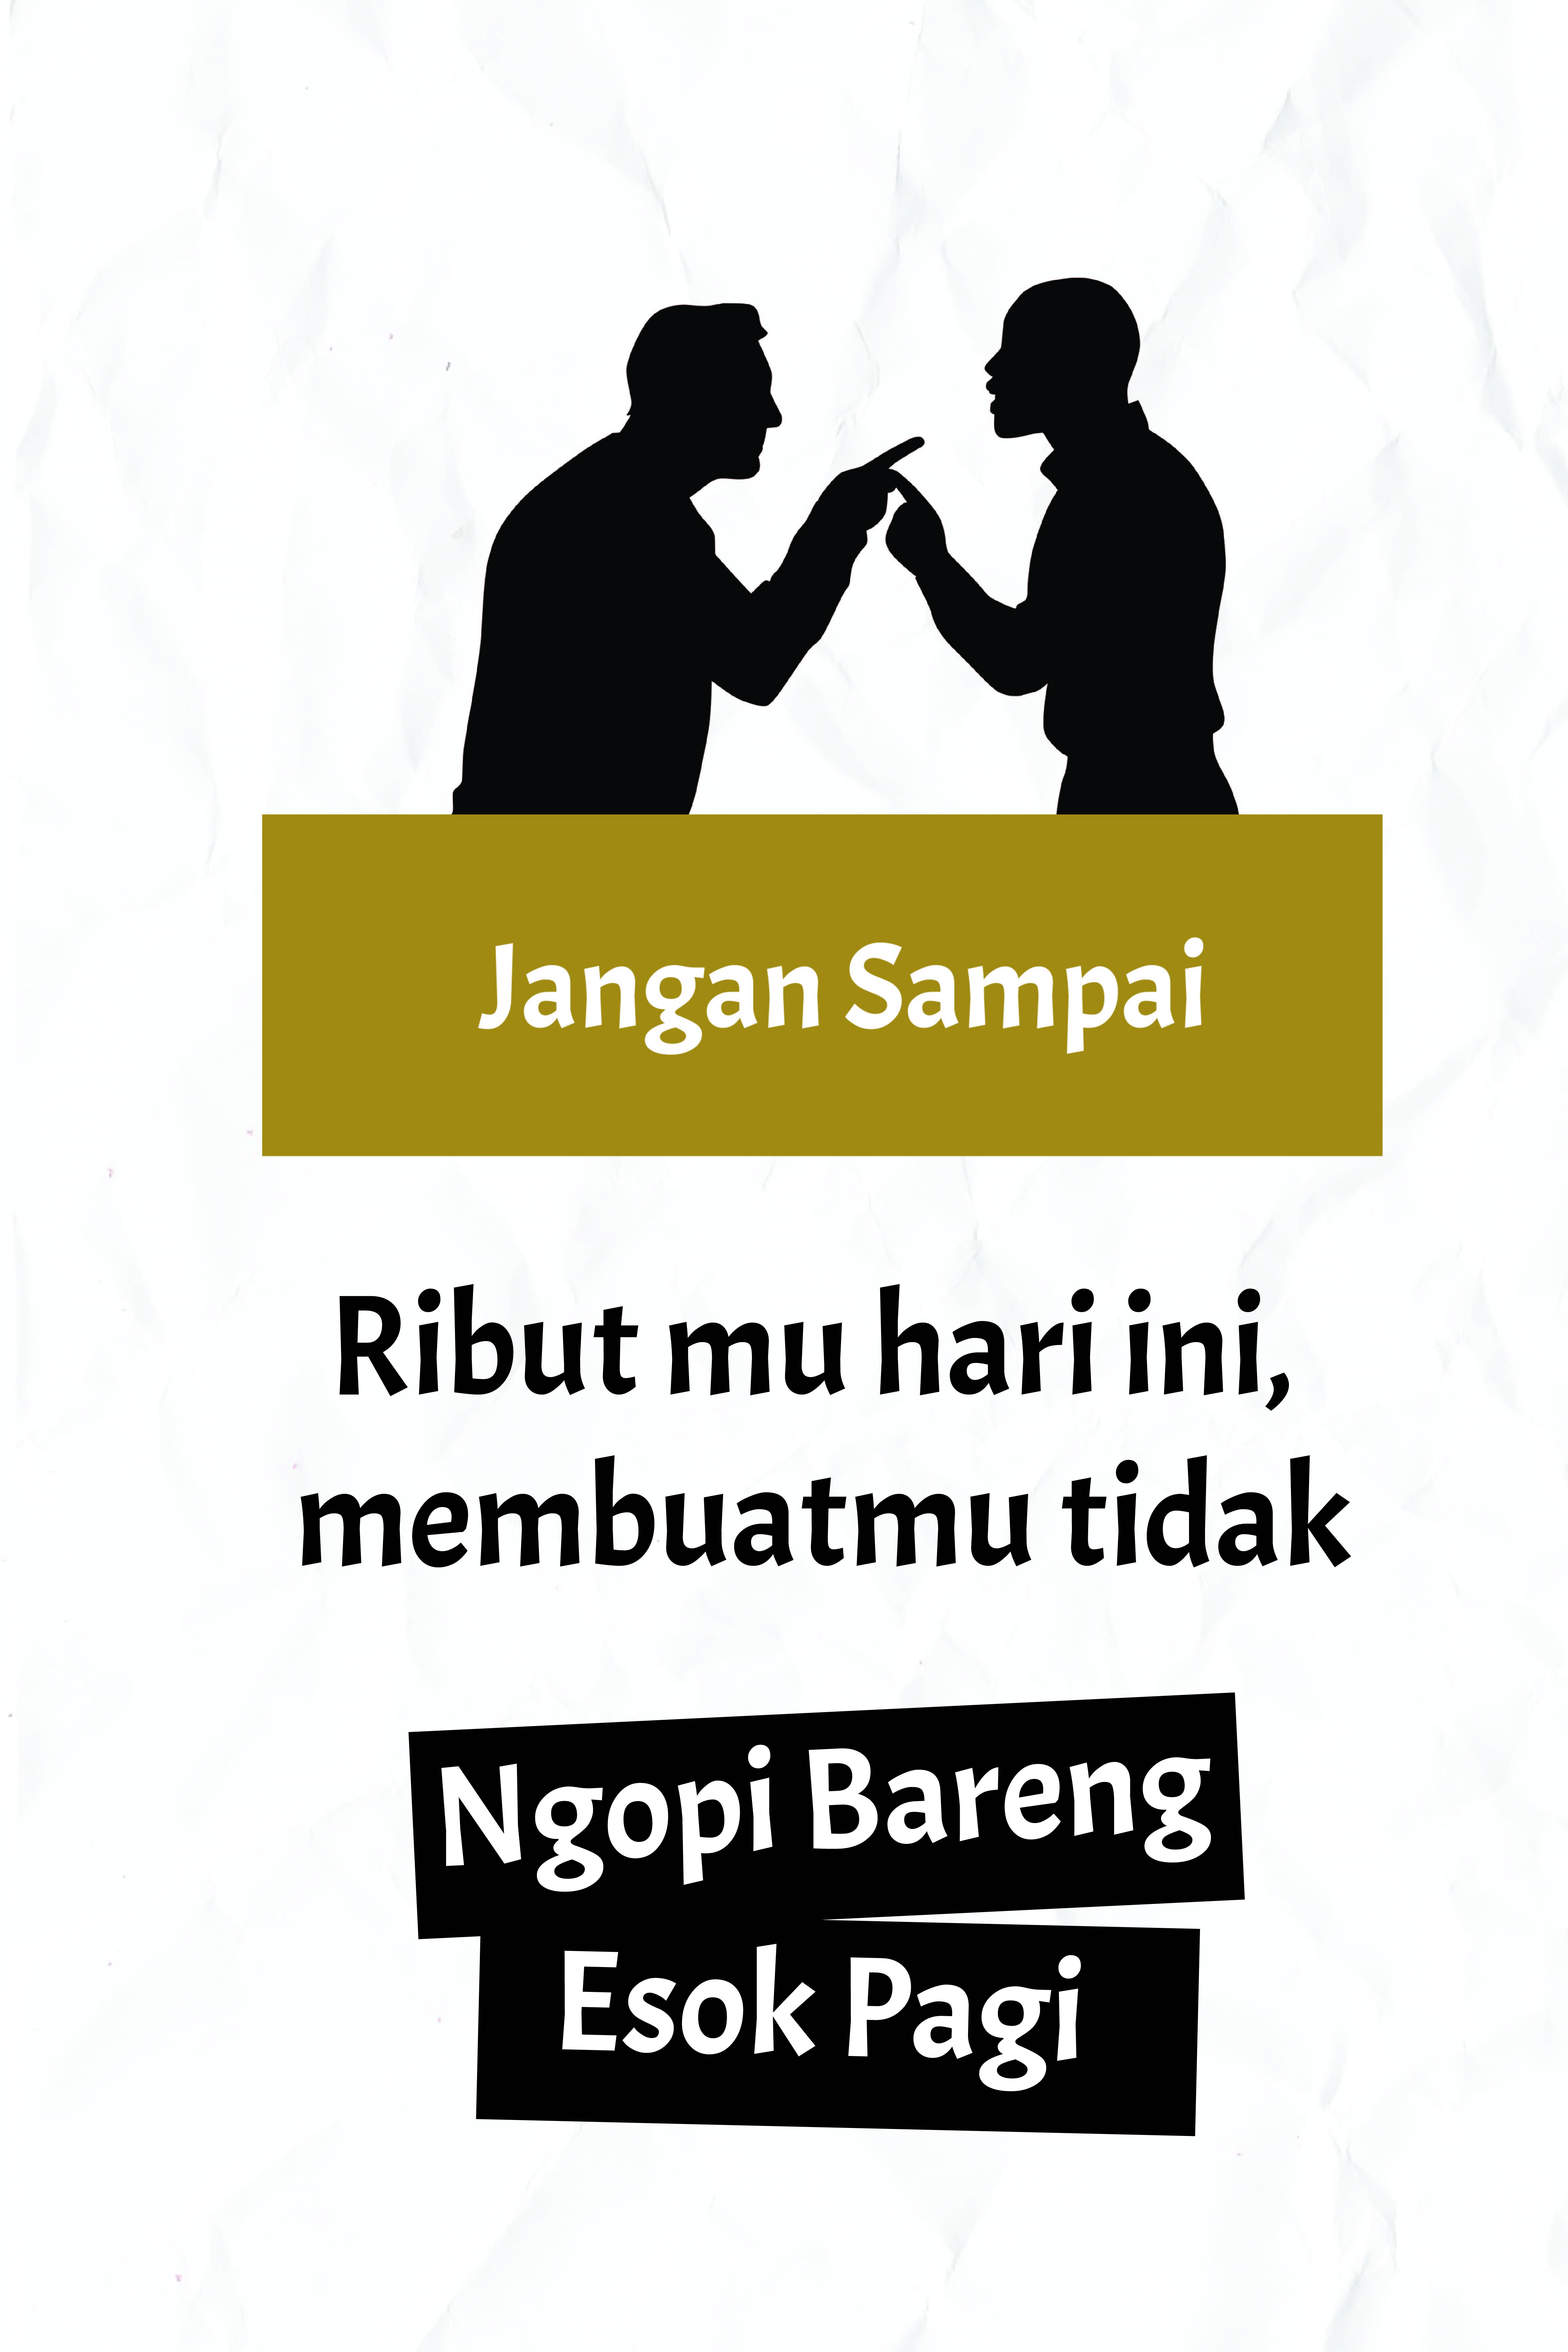 Jangan Sampai
Ribut mu hari ini,
membuatmu tidak
Ngopi Bareng
Esok Pagi